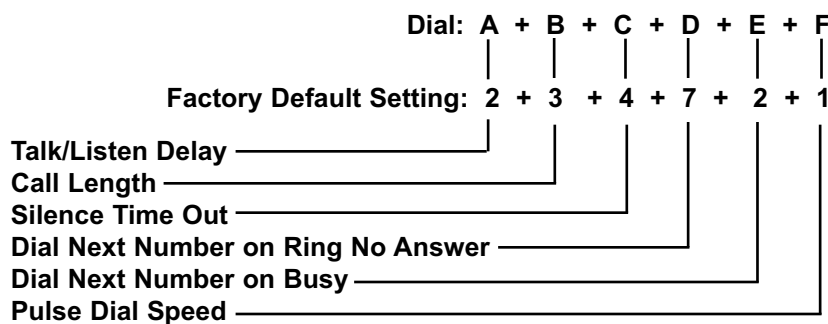 Dial: A + B + C + D + E + F
Factory Default Setting: 2 + 3 + 4 + 7 + 2 + 1
Talk/Listen Delay
Call Length
Silence Time Out
Dial Next Number on Ring No Answer
Dial Next Number on Busy
Pulse Dial Speed